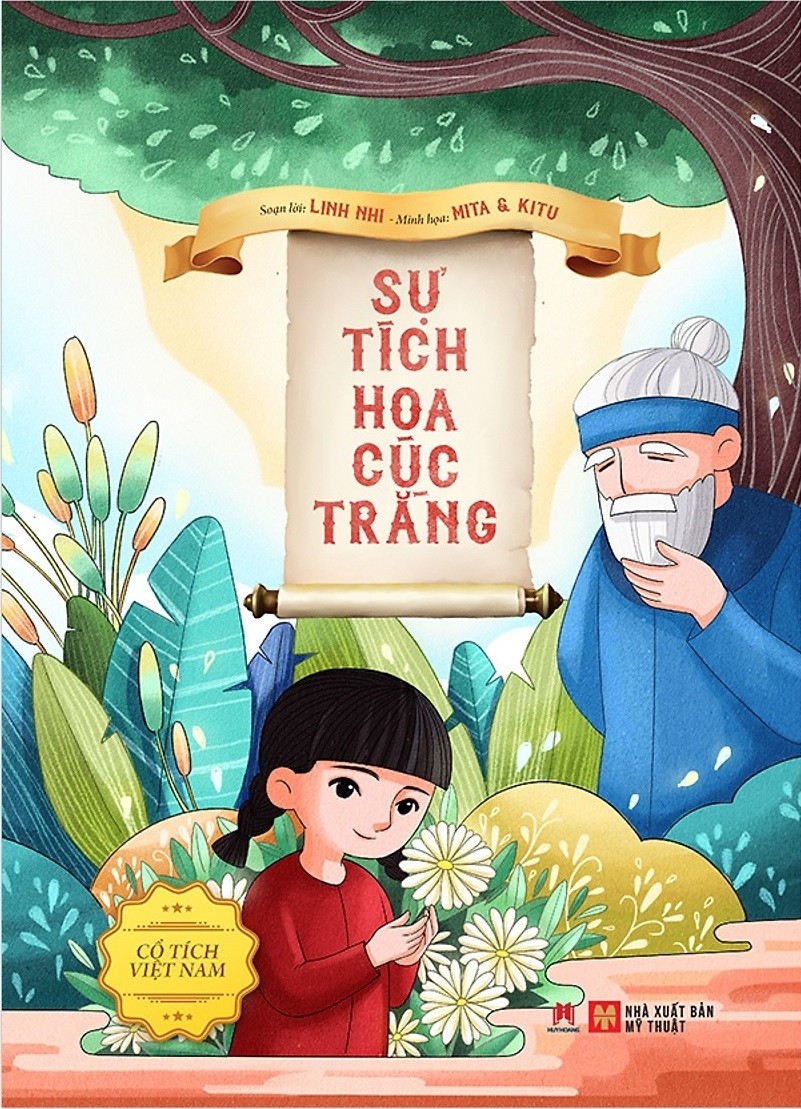 Soạn lời: LINH NHI - Minh họa: MITA & KITU
SỰ
TÍCH
HOA
CÚC
TRẮNG
CỔ TÍCH
VIỆT NAM
HUYHOANG
NHÀ XUẤT BẢN
MỸ THUẬT